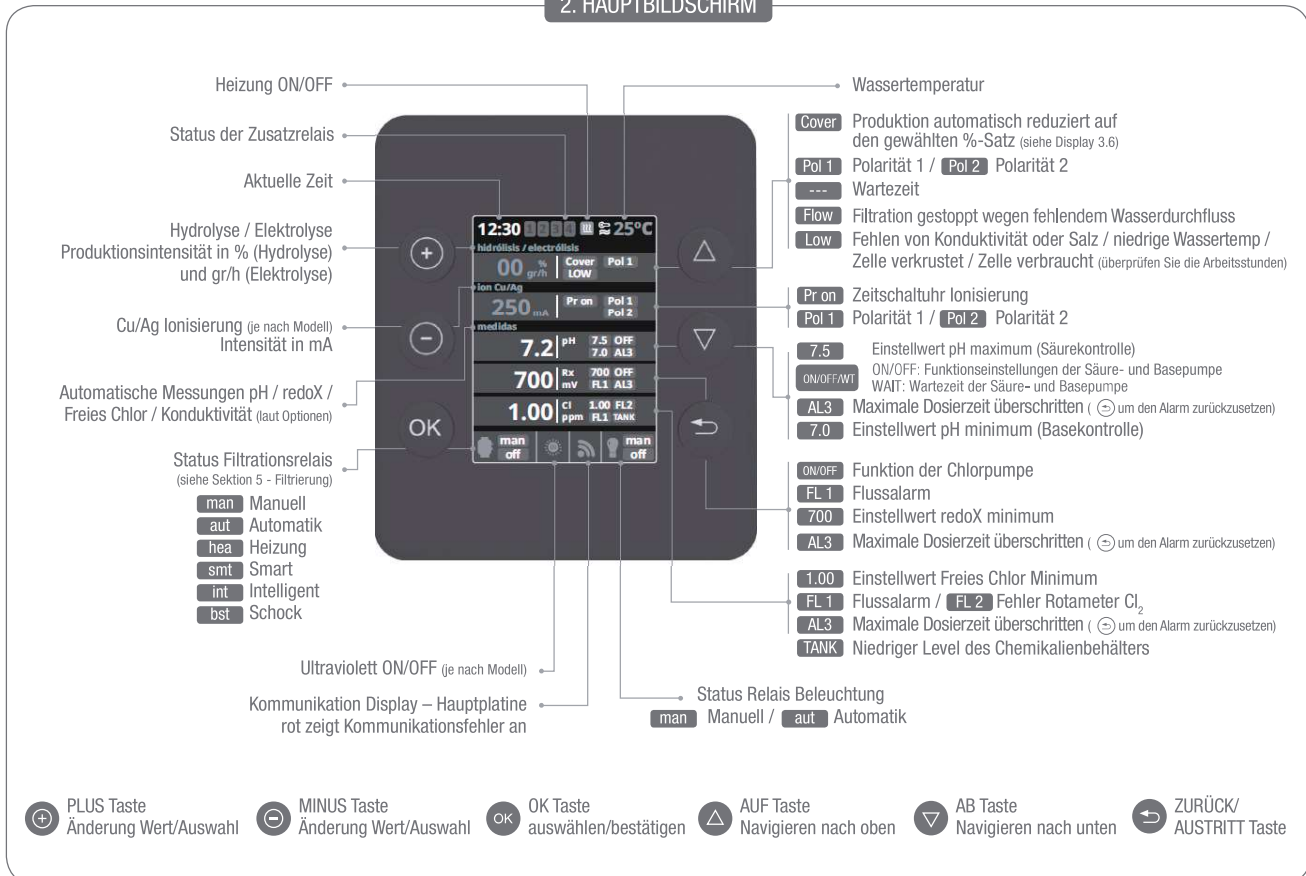 2. HAUPTBILDSCHIRM
Heizung ON/OFF
Status der Zusatzrelais
Aktuelle Zeit
Hydrolyse / Elektrolyse
Produktionsintensität in % (Hydrolyse)
und gr/h (Elektrolyse)
Cu/Ag Ionisierung (je nach Modell)
Intensität in mA
Automatische Messungen pH / redoX /
Freies Chlor / Konduktivität (laut Optionen)
Status Filtrationsrelais
(siehe Sektion 5 - Filtrierung)
man Manuell
aut Automatik
hea Heizung
smt Smart
int Intelligent
bst Schock
Ultraviolett ON/OFF (je nach Modell)
Kommunikation Display – Hauptplatine
rot zeigt Kommunikationsfehler an
12:30 1 2 3 4 25ºC
hidrólisis / electrólisis
00 % gr/h Cover Pol 1
LOW
ion Cu/Ag
250 mA Pr on Pol 1
Pol 2
medidas
7.2 pH 7.5 OFF
7.0 AL3
700 Rx mV 700 OFF
FL1 AL3
1.00 Cl ppm 1.00 FL2
FL1 TANK
man off
man off
OK
Wassertemperatur
Cover Produktion automatisch reduziert auf
den gewählten %-Satz (siehe Display 3.6)
Pol 1 Polarität 1 / Pol 2 Polarität 2
--- Wartezeit
Flow Filtration gestoppt wegen fehlendem Wasserdurchfluss
Low Fehlen von Konduktivität oder Salz / niedrige Wassertemp /
Zelle verkrustet / Zelle verbraucht (überprüfen Sie die Arbeitsstunden)
Pr on Zeitschaltuhr Ionisierung
Pol 1 Polarität 1 / Pol 2 Polarität 2
7.5 Einstellwert pH maximum (Säurekontrolle)
ON/OFF/WT ON/OFF: Funktionseinstellungen der Säure- und Basepumpe
WAIT: Wartezeit der Säure- und Basepumpe
AL3 Maximale Dosierzeit überschritten ( um den Alarm zurückzusetzen)
7.0 Einstellwert pH minimum (Basekontrolle)
ON/OFF Funktion der Chlorpumpe
FL 1 Flussalarm
700 Einstellwert redoX minimum
AL3 Maximale Dosierzeit überschritten ( um den Alarm zurückzusetzen)
1.00 Einstellwert Freies Chlor Minimum
FL 1 Flussalarm / FL 2 Fehler Rotameter Cl₂
AL3 Maximale Dosierzeit überschritten ( um den Alarm zurückzusetzen)
TANK Niedriger Level des Chemikalienbehälters
Status Relais Beleuchtung
man Manuell / aut Automatik
PLUS Taste
Änderung Wert/Auswahl
MINUS Taste
Änderung Wert/Auswahl
OK OK Taste
auswählen/bestätigen
AUF Taste
Navigieren nach oben
AB Taste
Navigieren nach unten
ZURÜCK/
AUSTRITT Taste